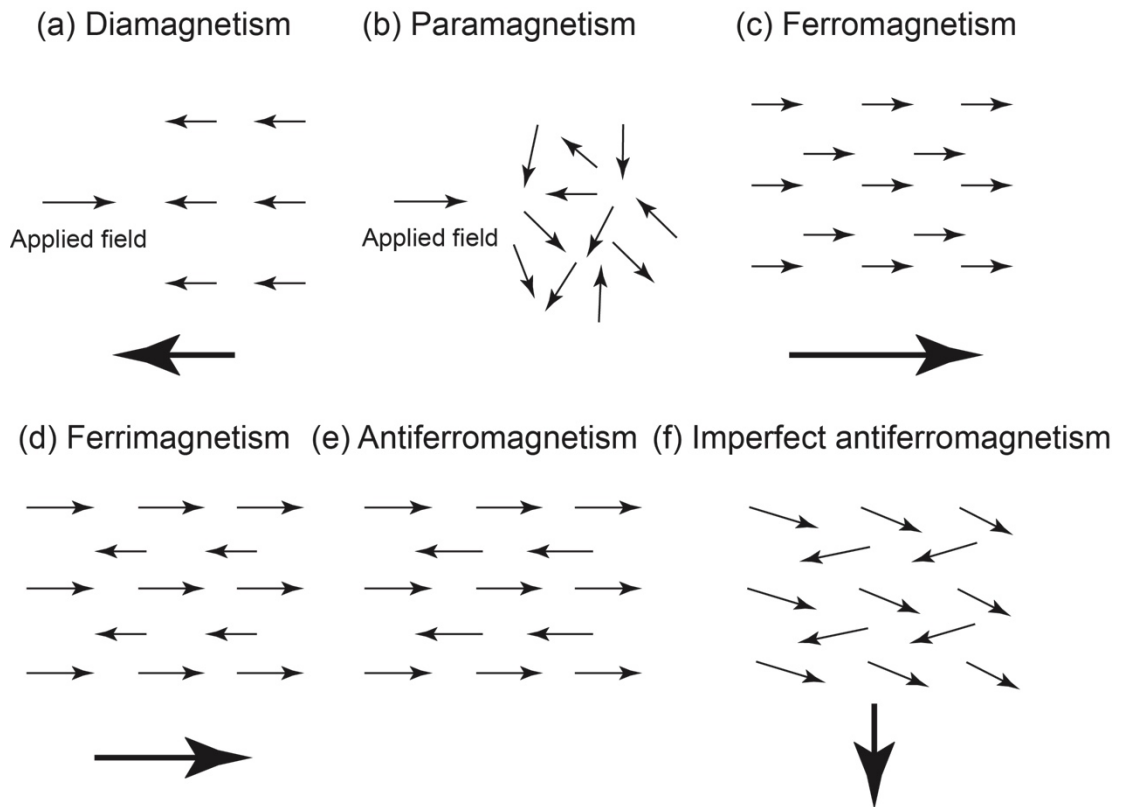 (a) Diamagnetism
(b) Paramagnetism
(c) Ferromagnetism
Applied field
Applied field
(d) Ferrimagnetism
(e) Antiferromagnetism
(f) Imperfect antiferromagnetism